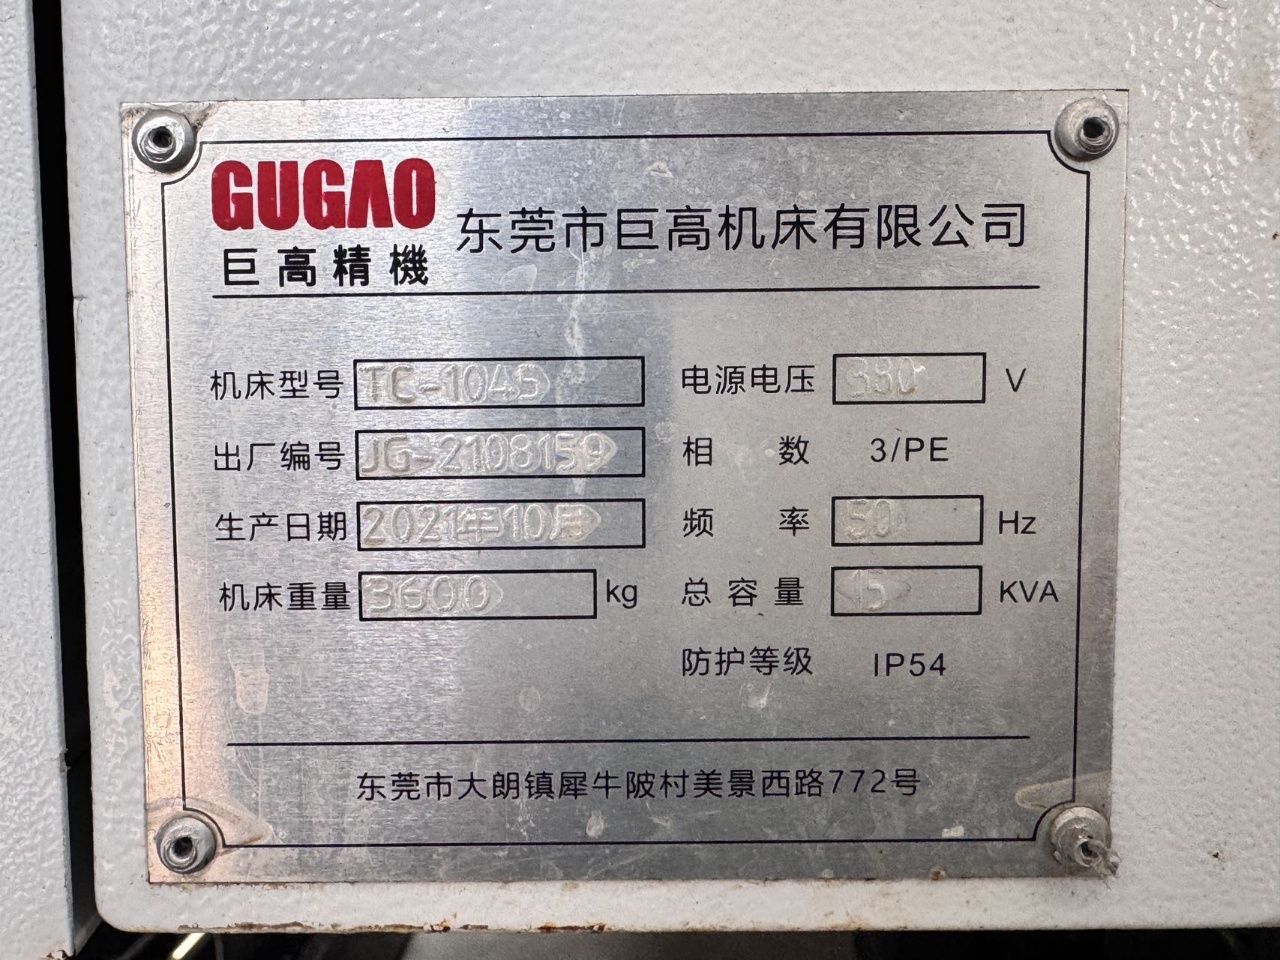 GUGAO
巨高精機
东莞市巨高机床有限公司
机床型号 TC-1045 电源电压 380 V
出厂编号 JG-2108159 相数 3/PE
生产日期 2021年10月 频率 50 Hz
机床重量 3600 kg 总容量 15 KVA
防护等级 IP54
东莞市大朗镇犀牛陂村美景西路772号